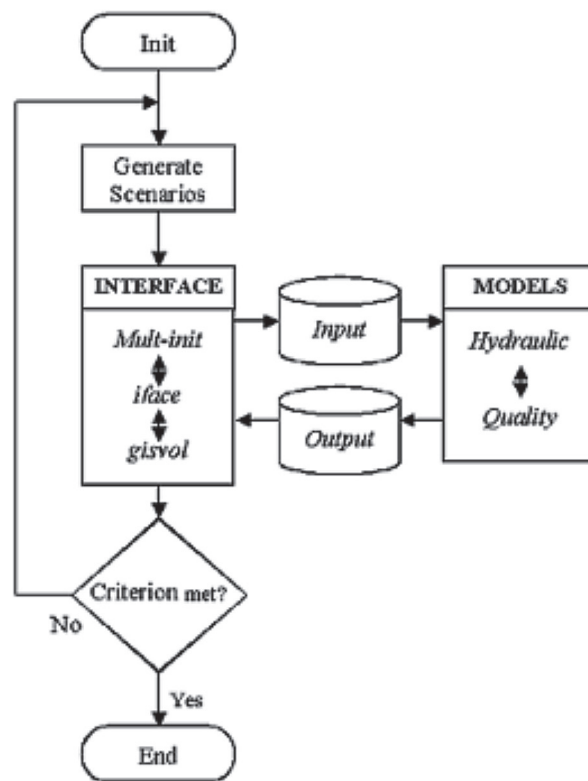 Init
Generate
Scenarios
INTERFACE
Mult-init
iface
gisvol
Input
Output
MODELS
Hydraulic
Quality
Criterion met?
No
Yes
End